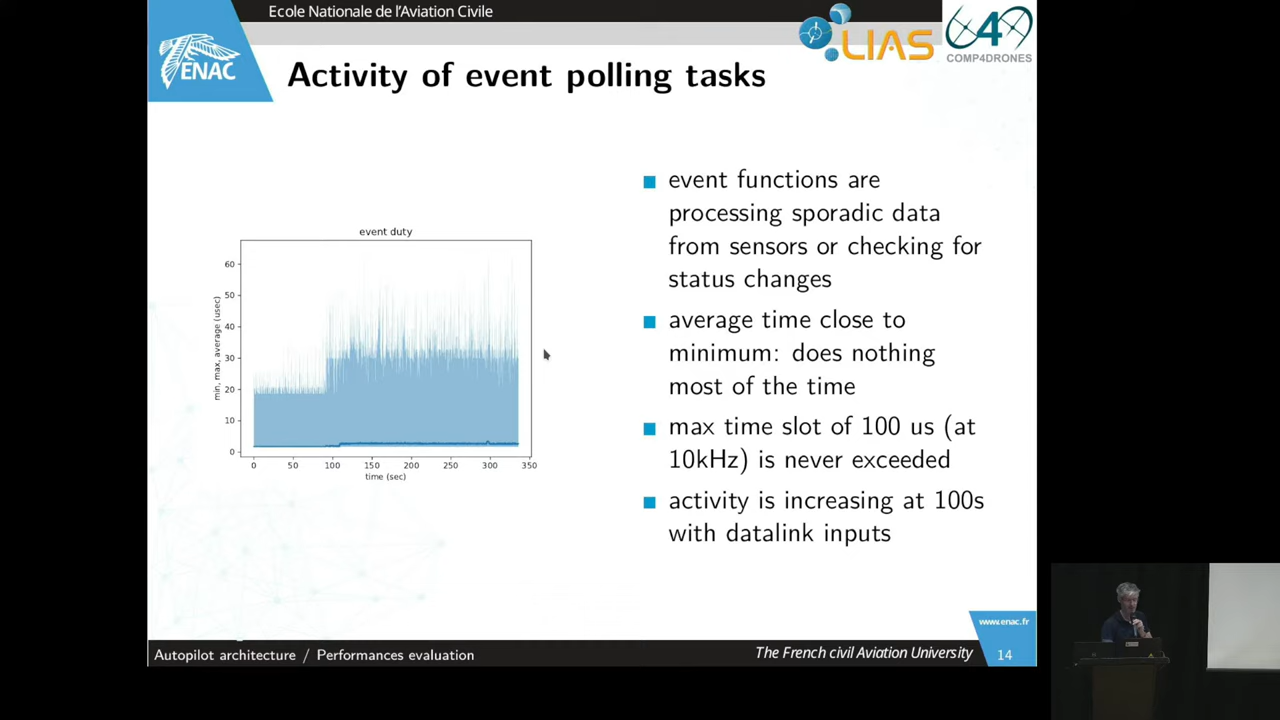 Ecole Nationale de l'Aviation Civile
ENAC
LIAS
C4D
COMP4DRONES
Activity of event polling tasks
event functions are
processing sporadic data
from sensors or checking for
status changes
average time close to
minimum: does nothing
most of the time
max time slot of 100 us (at
10kHz) is never exceeded
activity is increasing at 100s
with datalink inputs
event duty
min, max, average (usec)
60
50
40
30
20
10
0
0 50 100 150 200 250 300 350
time (sec)
www.enac.fr
Autopilot architecture / Performances evaluation
The French civil Aviation University
14